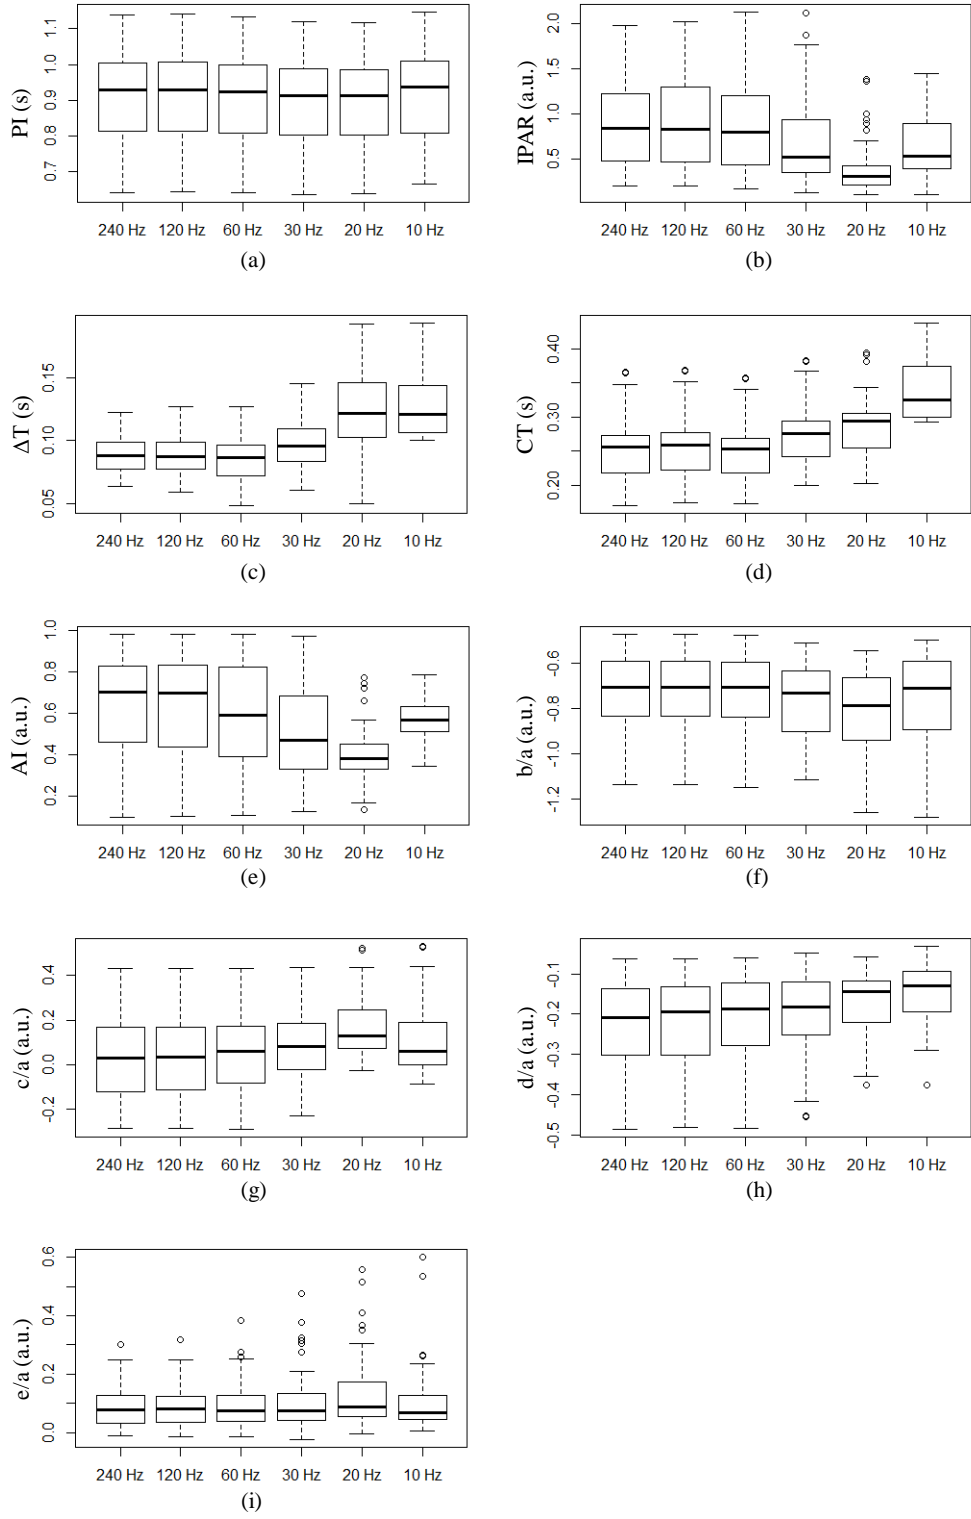 PI (s)
1.1
1.0
0.9
0.8
0.7
240 Hz 120 Hz 60 Hz 30 Hz 20 Hz 10 Hz
(a)
IPAR (a.u.)
2.0
1.5
1.0
0.5
240 Hz 120 Hz 60 Hz 30 Hz 20 Hz 10 Hz
(b)
ΔT (s)
0.15
0.10
0.05
240 Hz 120 Hz 60 Hz 30 Hz 20 Hz 10 Hz
(c)
CT (s)
0.40
0.30
0.20
240 Hz 120 Hz 60 Hz 30 Hz 20 Hz 10 Hz
(d)
AI (a.u.)
1.0
0.8
0.6
0.4
0.2
240 Hz 120 Hz 60 Hz 30 Hz 20 Hz 10 Hz
(e)
b/a (a.u.)
-0.6
-0.8
-1.0
-1.2
240 Hz 120 Hz 60 Hz 30 Hz 20 Hz 10 Hz
(f)
c/a (a.u.)
0.4
0.2
0.0
-0.2
240 Hz 120 Hz 60 Hz 30 Hz 20 Hz 10 Hz
(g)
d/a (a.u.)
-0.1
-0.2
-0.3
-0.4
-0.5
240 Hz 120 Hz 60 Hz 30 Hz 20 Hz 10 Hz
(h)
e/a (a.u.)
0.6
0.4
0.2
0.0
240 Hz 120 Hz 60 Hz 30 Hz 20 Hz 10 Hz
(i)